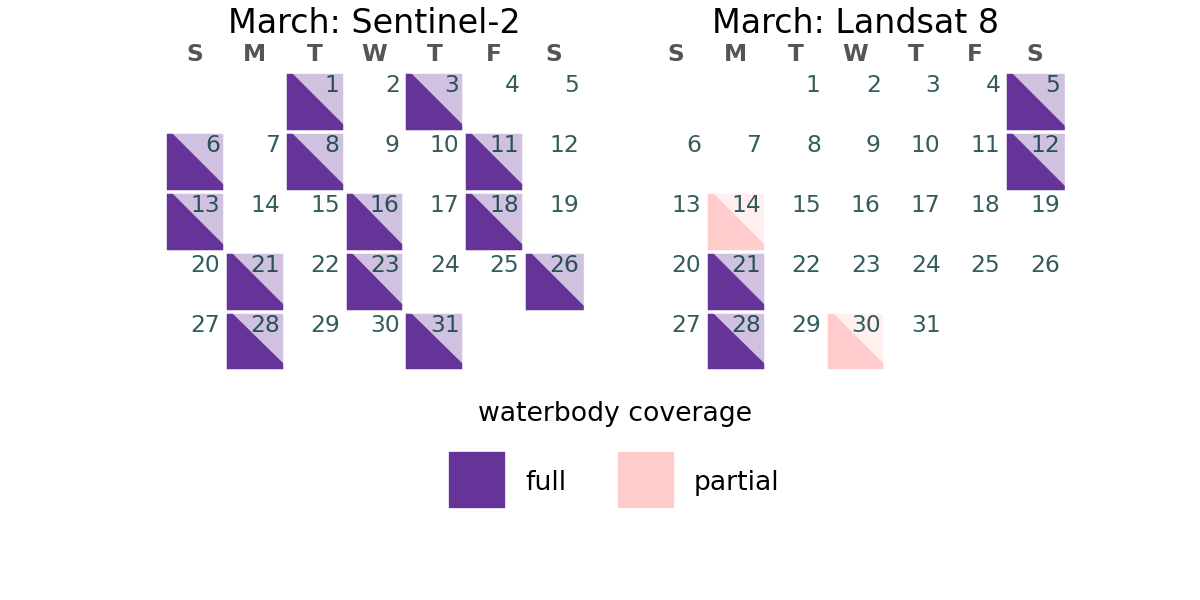 March: Sentinel-2
S M T W T F S
1 2 3 4 5
6 7 8 9 10 11 12
13 14 15 16 17 18 19
20 21 22 23 24 25 26
27 28 29 30 31
March: Landsat 8
S M T W T F S
1 2 3 4 5
6 7 8 9 10 11 12
13 14 15 16 17 18 19
20 21 22 23 24 25 26
27 28 29 30 31
waterbody coverage
full partial